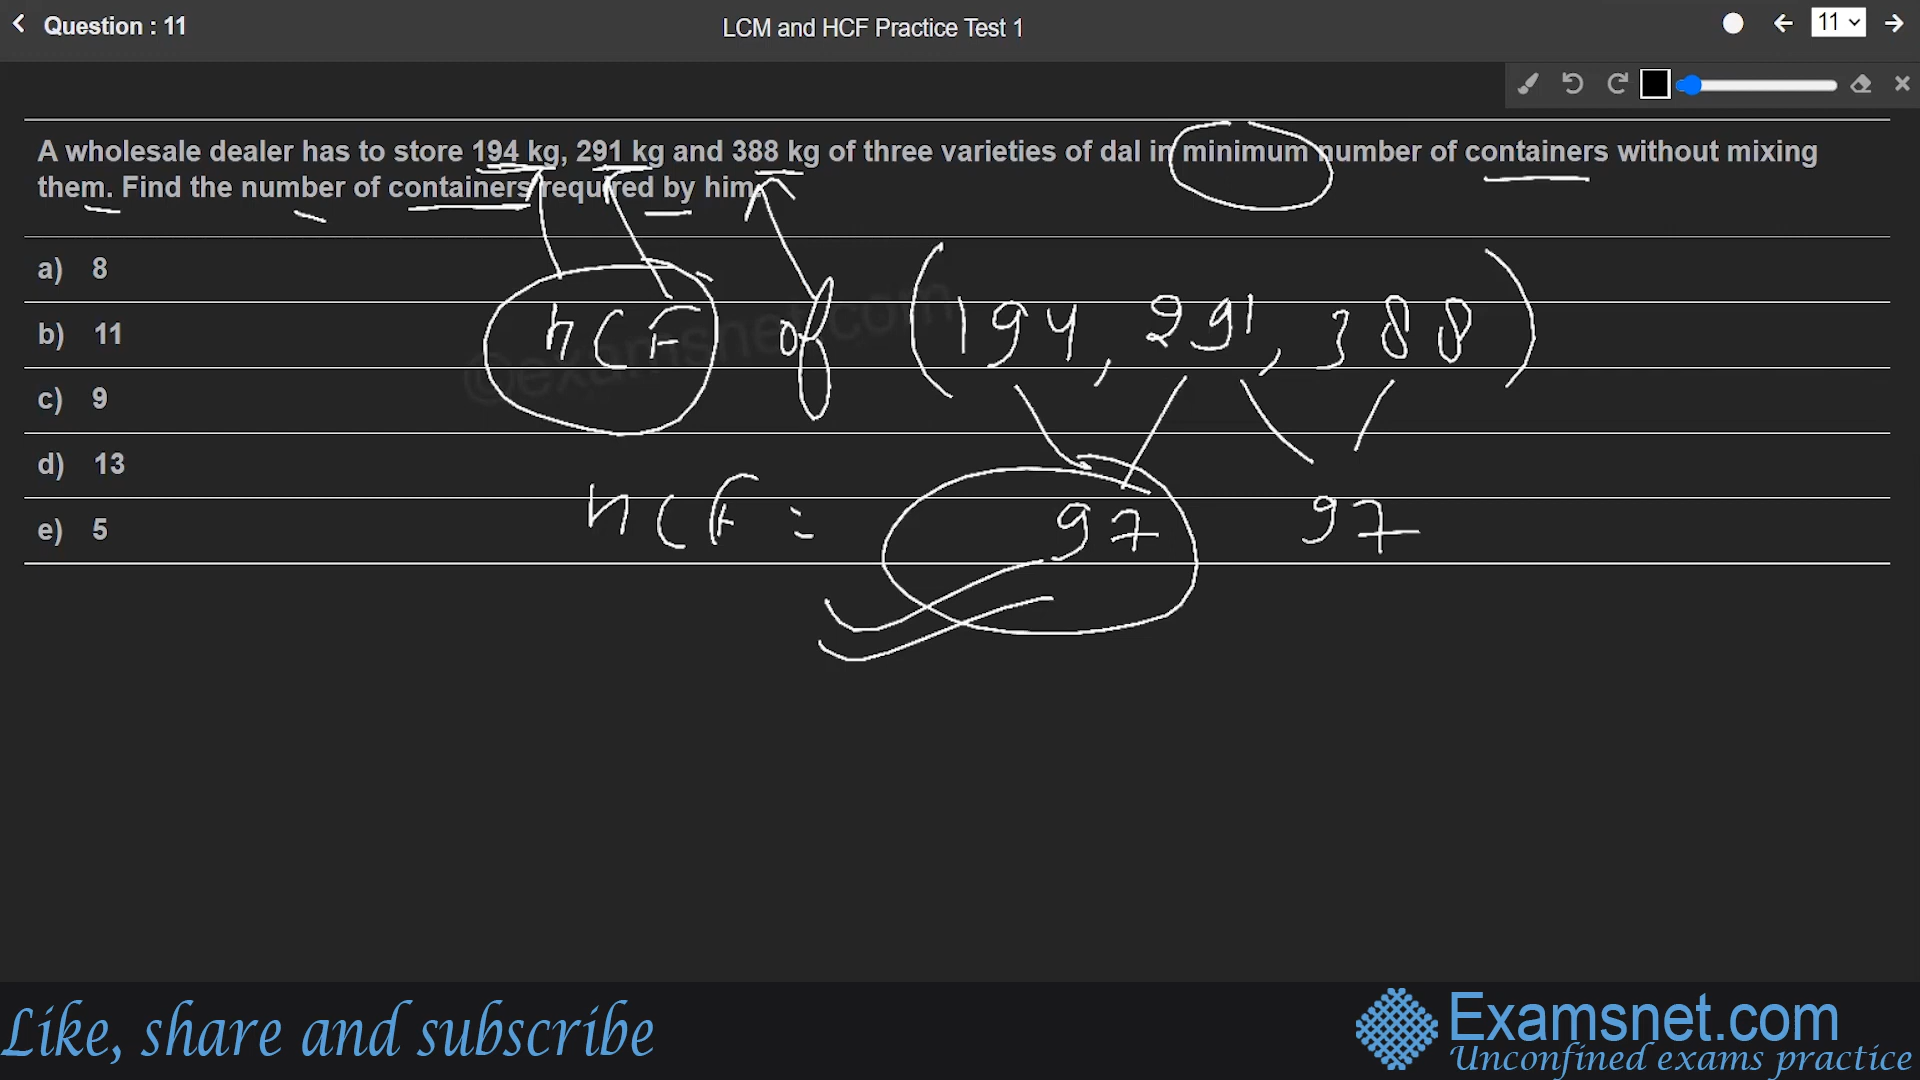 Question : 11
LCM and HCF Practice Test 1
11
A wholesale dealer has to store 194 kg, 291 kg and 388 kg of three varieties of dal in minimum number of containers without mixing
them. Find the number of containers required by him.
a) 8
b) 11
c) 9
d) 13
e) 5
HCF of (194, 291, 388)
HCF = 97 97
©examsnet.com
Like, share and subscribe
Examsnet.com
Unconfined exams practice